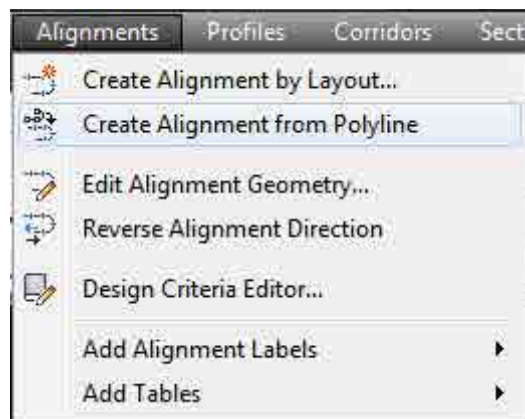 Alignments Profiles Corridors Sect
Create Alignment by Layout...
Create Alignment from Polyline
Edit Alignment Geometry...
Reverse Alignment Direction
Design Criteria Editor...
Add Alignment Labels
Add Tables